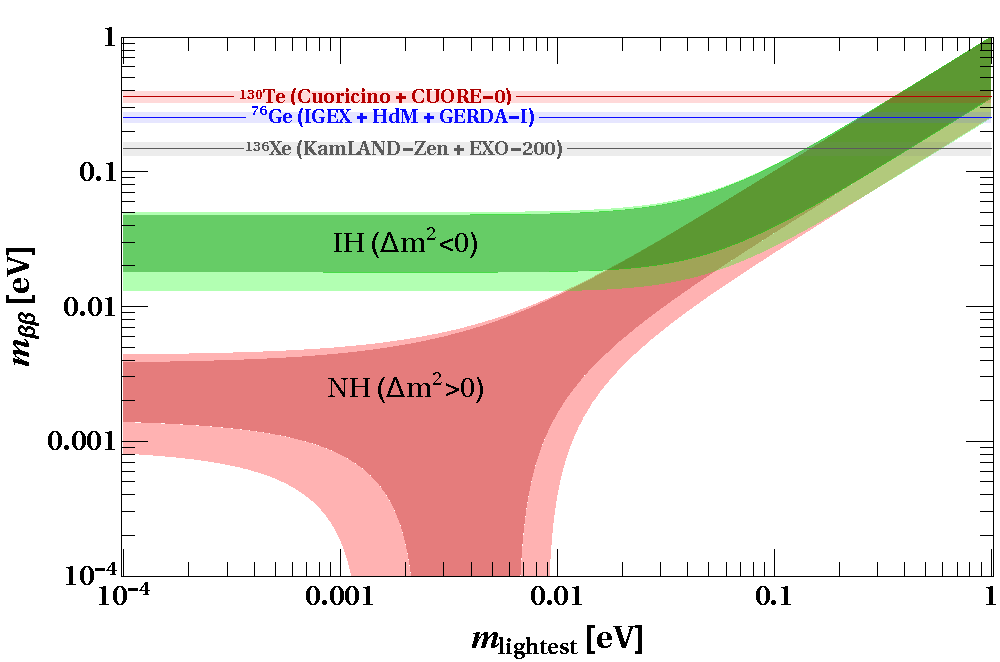 1
¹³⁰Te (Cuoricino + CUORE−0)
⁷⁶Ge (IGEX + HdM + GERDA−I)
¹³⁶Xe (KamLAND−Zen + EXO−200)
0.1
IH (Δm²<0)
0.01
NH (Δm²>0)
0.001
10⁻⁴
mββ [eV]
10⁻⁴ 0.001 0.01 0.1 1
mlightest [eV]